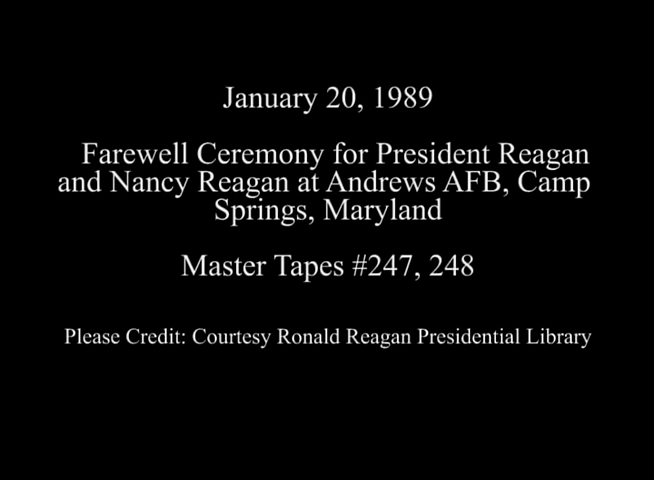 January 20, 1989
Farewell Ceremony for President Reagan
and Nancy Reagan at Andrews AFB, Camp
Springs, Maryland
Master Tapes #247, 248
Please Credit: Courtesy Ronald Reagan Presidential Library